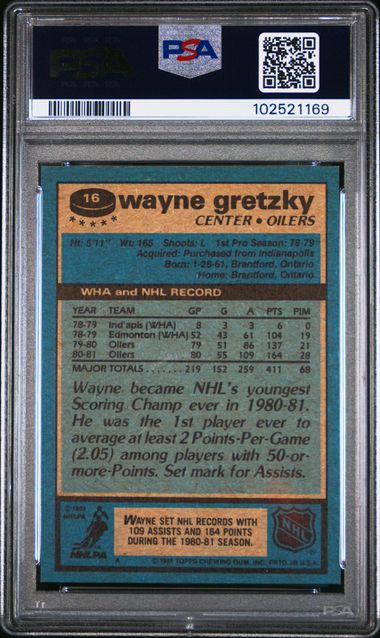 PSA
PSA
102521169
16
wayne gretzky
CENTER • OILERS
Ht: 5'11" Wt: 165 Shoots: L 1st Pro Season: 78-79
Acquired: Purchased from Indianapolis
Born: 1-26-61, Brantford, Ontario
Home: Brantford, Ontario
WHA and NHL RECORD
YEAR TEAM GP G A PTS PIM
78-79 Ind'apls (WHA) 8 3 3 6 0
78-79 Edmonton (WHA) 52 43 61 104 19
79-80 Oilers 79 51 86 137 21
80-81 Oilers 80 55 109 164 28
MAJOR TOTALS....... 219 152 259 411 68
Wayne became NHL's youngest
Scoring Champ ever in 1980-81.
He was the 1st player ever to
average at least 2 Points-Per-Game
(2.05) among players with
50-or-
more-Points. Set mark for Assists.
© 1981
NHLPA
NHLPA
WAYNE SET NHL RECORDS WITH
109 ASSISTS AND 164 POINTS
DURING THE 1980-81 SEASON.
NHL
A © 1981 TOPPS CHEWING GUM, INC. PRTD. IN U.S.A.
PSA